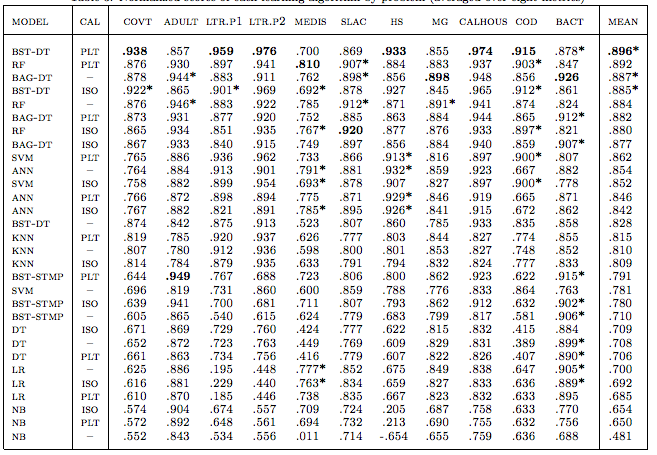 MODEL CAL COVT ADULT LTR.P1 LTR.P2 MEDIS SLAC HS MG CALHOUS COD BACT MEAN
BST-DT PLT .938 .857 .959 .976 .700 .869 .933 .855 .974 .915 .878* .896*
RF PLT .876 .930 .897 .941 .810 .907* .884 .883 .937 .903* .847 .892
BAG-DT – .878 .944* .883 .911 .762 .898* .856 .898 .948 .856 .926 .887*
BST-DT ISO .922* .865 .901* .969 .692* .878 .927 .845 .965 .912* .861 .885*
RF – .876 .946* .883 .922 .785 .912* .871 .891* .941 .874 .824 .884
BAG-DT PLT .873 .931 .877 .920 .752 .885 .863 .884 .944 .865 .912* .882
RF ISO .865 .934 .851 .935 .767* .920 .877 .876 .933 .897* .821 .880
BAG-DT ISO .867 .933 .840 .915 .749 .897 .856 .884 .940 .859 .907* .877
SVM PLT .765 .886 .936 .962 .733 .866 .913* .816 .897 .900* .807 .862
ANN – .764 .884 .913 .901 .791* .881 .932* .859 .923 .667 .882 .854
SVM ISO .758 .882 .899 .954 .693* .878 .907 .827 .897 .900* .778 .852
ANN PLT .766 .872 .898 .894 .775 .871 .929* .846 .919 .665 .871 .846
ANN ISO .767 .882 .821 .891 .785* .895 .926* .841 .915 .672 .862 .842
BST-DT – .874 .842 .875 .913 .523 .807 .860 .785 .933 .835 .858 .828
KNN PLT .819 .785 .920 .937 .626 .777 .803 .844 .827 .774 .855 .815
KNN – .807 .780 .912 .936 .598 .800 .801 .853 .827 .748 .852 .810
KNN ISO .814 .784 .879 .935 .633 .791 .794 .832 .824 .777 .833 .809
BST-STMP PLT .644 .949 .767 .688 .723 .806 .800 .862 .923 .622 .915* .791
SVM – .696 .819 .731 .860 .600 .859 .788 .776 .833 .864 .763 .781
BST-STMP ISO .639 .941 .700 .681 .711 .807 .793 .862 .912 .632 .902* .780
BST-STMP – .605 .865 .540 .615 .624 .779 .683 .799 .817 .581 .906* .710
DT ISO .671 .869 .729 .760 .424 .777 .622 .815 .832 .415 .884 .709
DT – .652 .872 .723 .763 .449 .769 .609 .829 .831 .389 .899* .708
DT PLT .661 .863 .734 .756 .416 .779 .607 .822 .826 .407 .890* .706
LR – .625 .886 .195 .448 .777* .852 .675 .849 .838 .647 .905* .700
LR ISO .616 .881 .229 .440 .763* .834 .659 .827 .833 .636 .889* .692
LR PLT .610 .870 .185 .446 .738 .835 .667 .823 .832 .633 .895 .685
NB ISO .574 .904 .674 .557 .709 .724 .205 .687 .758 .633 .770 .654
NB PLT .572 .892 .648 .561 .694 .732 .213 .690 .755 .632 .756 .650
NB – .552 .843 .534 .556 .011 .714 -.654 .655 .759 .636 .688 .481